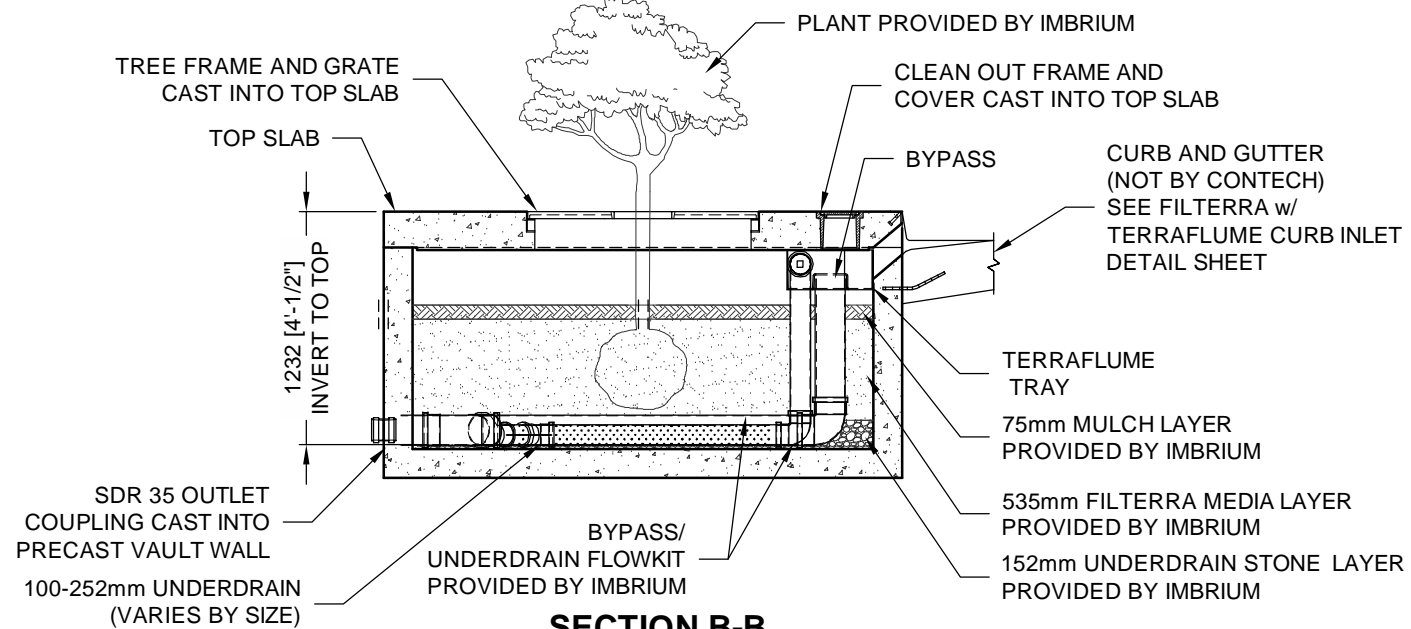 PLANT PROVIDED BY IMBRIUM
TREE FRAME AND GRATE
CAST INTO TOP SLAB
CLEAN OUT FRAME AND
COVER CAST INTO TOP SLAB
TOP SLAB
BYPASS
CURB AND GUTTER
(NOT BY CONTECH)
SEE FILTERRA w/
TERRAFLUME CURB INLET
DETAIL SHEET
1232 [4'-1/2"]
INVERT TO TOP
TERRAFLUME
TRAY
75mm MULCH LAYER
PROVIDED BY IMBRIUM
SDR 35 OUTLET
COUPLING CAST INTO
PRECAST VAULT WALL
535mm FILTERRA MEDIA LAYER
PROVIDED BY IMBRIUM
BYPASS/
UNDERDRAIN FLOWKIT
PROVIDED BY IMBRIUM
152mm UNDERDRAIN STONE LAYER
PROVIDED BY IMBRIUM
100-252mm UNDERDRAIN
(VARIES BY SIZE)
SECTION B-B